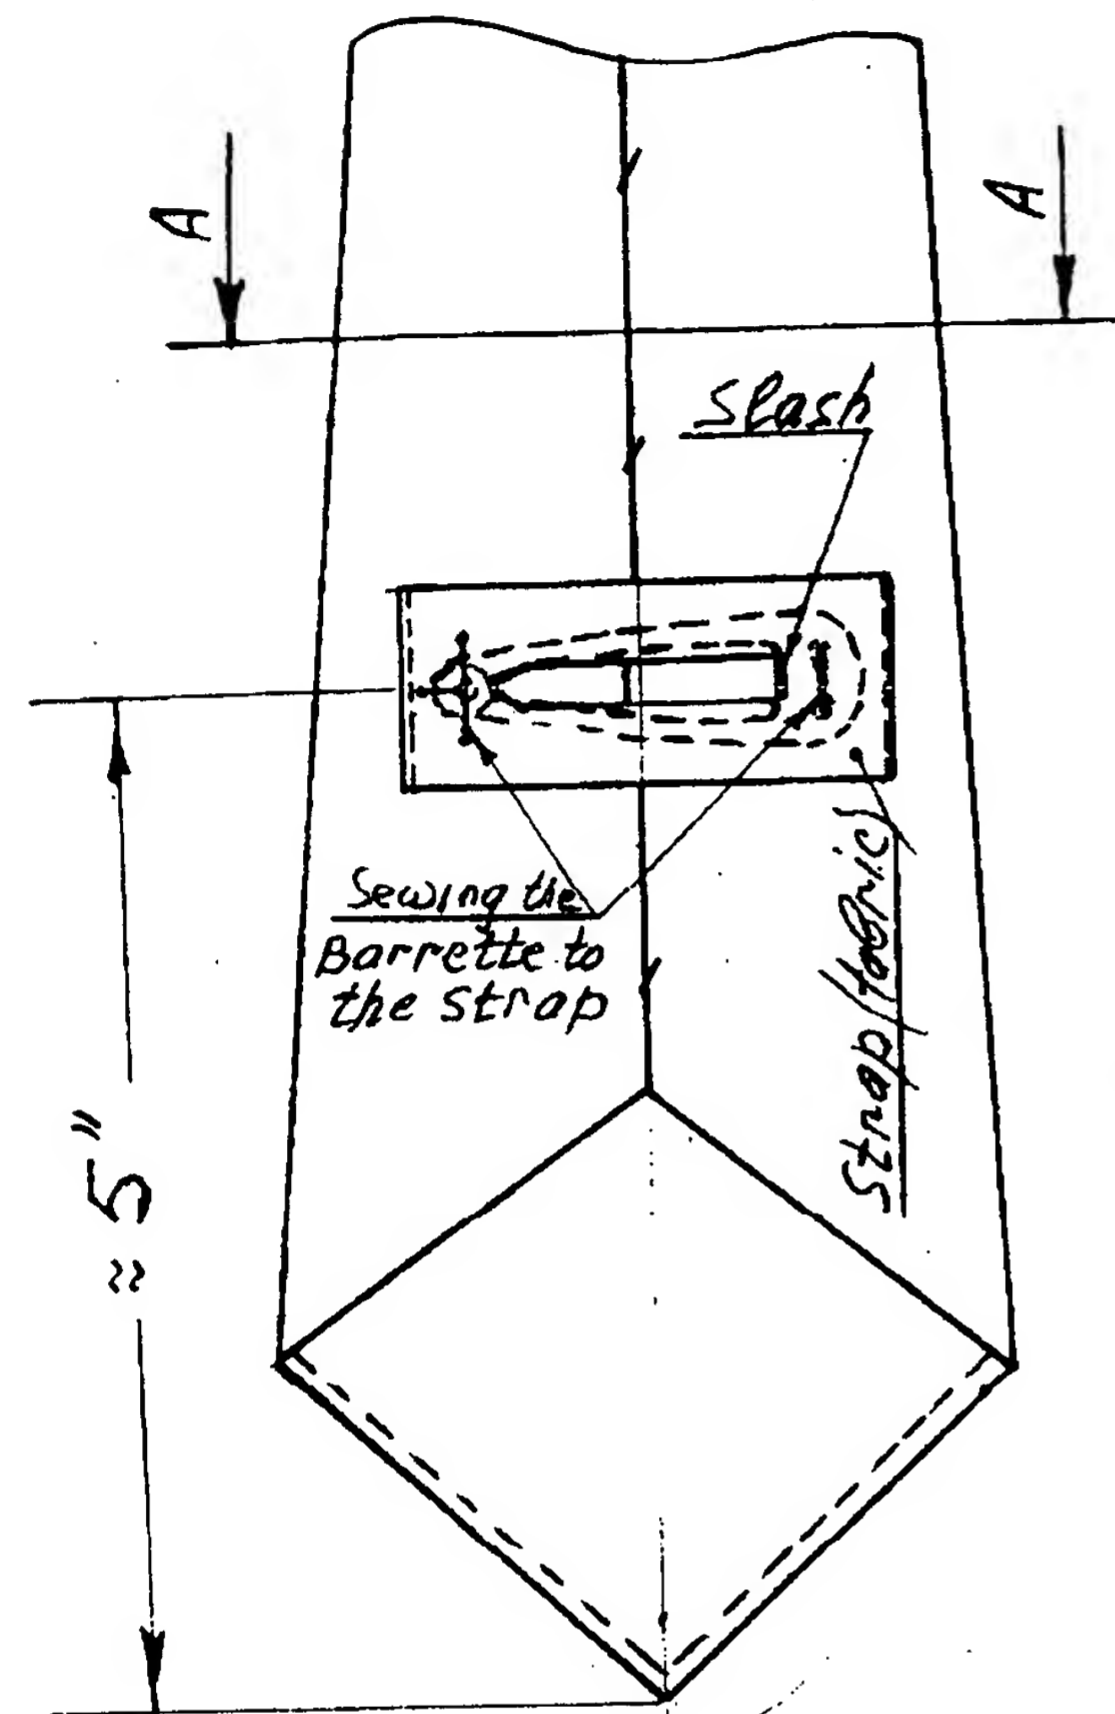 A
A
Slash
Sewing the
Barrette to
the strap
Strap (fabric)
≈ 5"